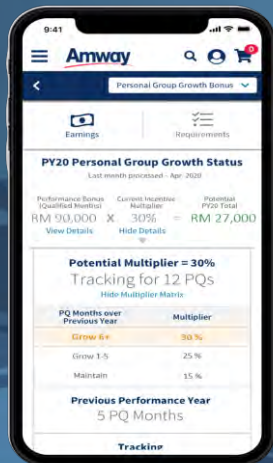 9:41
Amway
0
Personal Group Growth Bonus
Earnings
Requirements
PY20 Personal Group Growth Status
Last month processed - Apr 2020
Performance Bonus (Qualified Months)
Current Incentive Multiplier
Potential PY20 Total
RM 90,000 X 30% = RM 27,000
View Details
Hide Details
Potential Multiplier = 30%
Tracking for 12 PQs
Hide Multiplier Matrix
PQ Months over Previous Year
Multiplier
Grow 6+ 30 %
Grow 1-5 25 %
Maintain 15 %
Previous Performance Year
5 PQ Months
Tracking